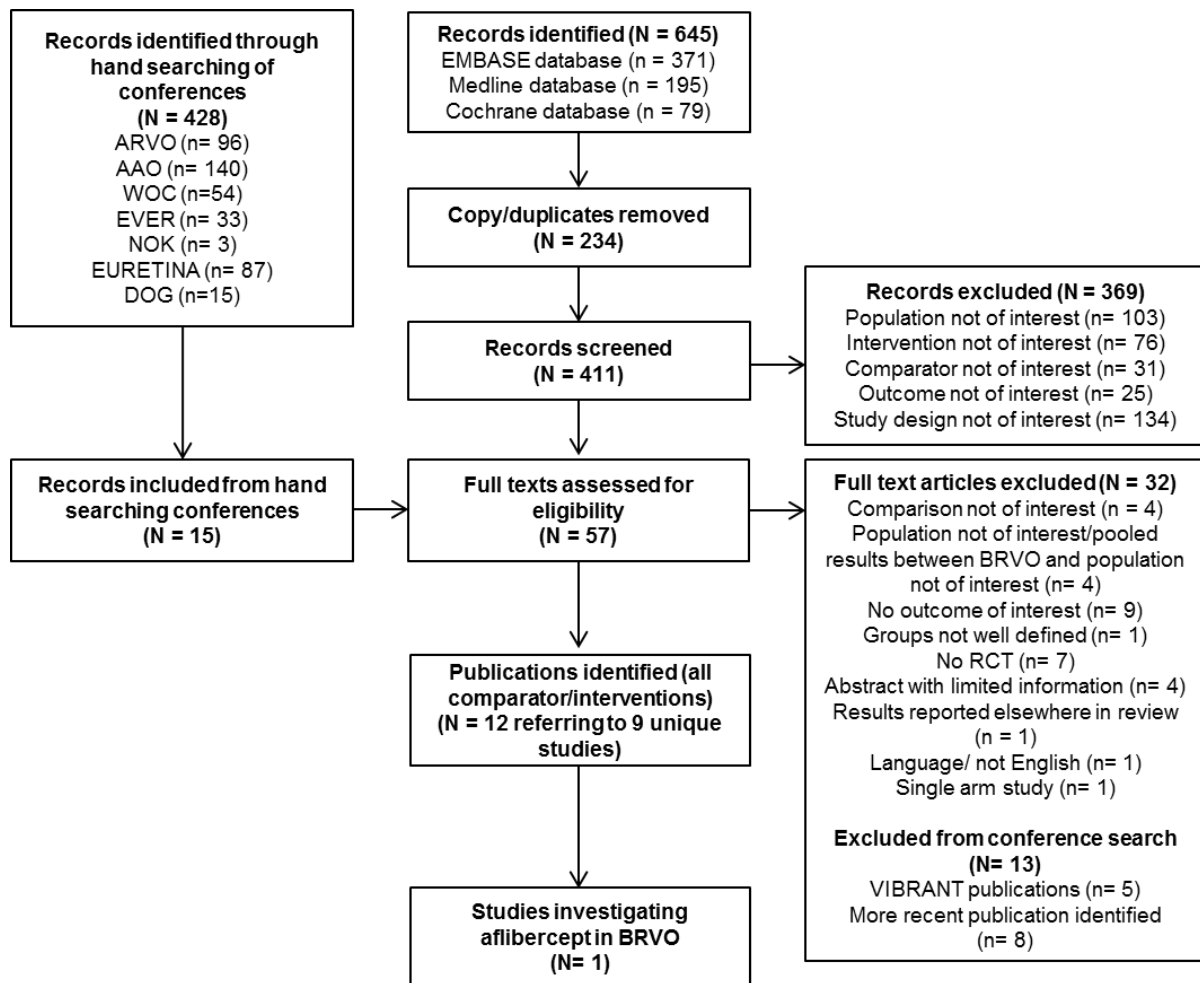 Records identified through
hand searching of
conferences
(N = 428)
ARVO (n= 96)
AAO (n= 140)
WOC (n=54)
EVER (n= 33)
NOK (n= 3)
EURETINA (n= 87)
DOG (n=15)
Records identified (N = 645)
EMBASE database (n = 371)
Medline database (n = 195)
Cochrane database (n = 79)
Copy/duplicates removed
(N = 234)
Records screened
(N = 411)
Records excluded (N = 369)
Population not of interest (n= 103)
Intervention not of interest (n= 76)
Comparator not of interest (n= 31)
Outcome not of interest (n= 25)
Study design not of interest (n= 134)
Records included from hand
searching conferences
(N = 15)
Full texts assessed for
eligibility
(N = 57)
Full text articles excluded (N = 32)
Comparison not of interest (n = 4)
Population not of interest/pooled
results between BRVO and population
not of interest (n= 4)
No outcome of interest (n= 9)
Groups not well defined (n= 1)
No RCT (n= 7)
Abstract with limited information (n= 4)
Results reported elsewhere in review
(n = 1)
Language/ not English (n= 1)
Single arm study (n= 1)
Excluded from conference search
(N= 13)
VIBRANT publications (n= 5)
More recent publication identified
(n= 8)
Publications identified (all
comparator/interventions)
(N = 12 referring to 9 unique
studies)
Studies investigating
aflibercept in BRVO
(N= 1)